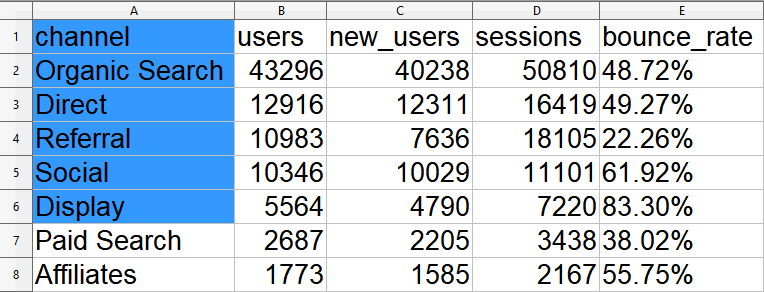 A B C D E
1 channel users new_users sessions bounce_rate
2 Organic Search 43296 40238 50810 48.72%
3 Direct 12916 12311 16419 49.27%
4 Referral 10983 7636 18105 22.26%
5 Social 10346 10029 11101 61.92%
6 Display 5564 4790 7220 83.30%
7 Paid Search 2687 2205 3438 38.02%
8 Affiliates 1773 1585 2167 55.75%